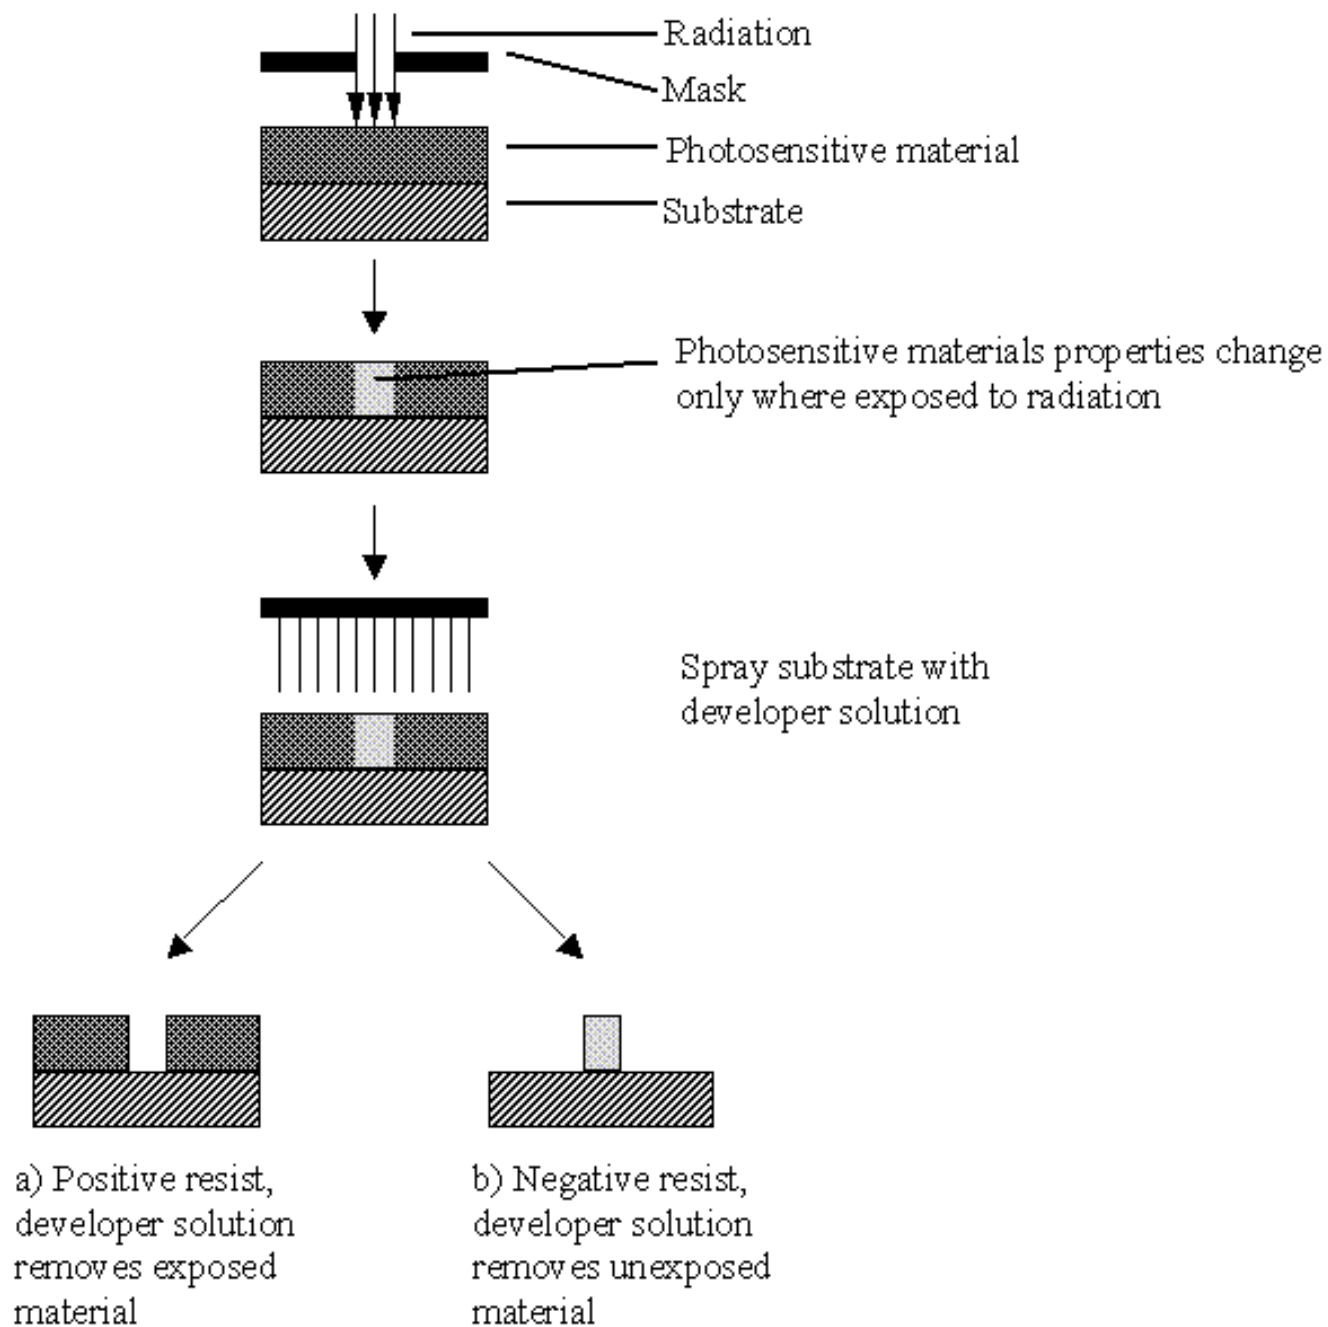 Radiation
Mask
Photosensitive material
Substrate
Photosensitive materials properties change
only where exposed to radiation
Spray substrate with
developer solution
a) Positive resist,
developer solution
removes exposed
material
b) Negative resist,
developer solution
removes unexposed
material